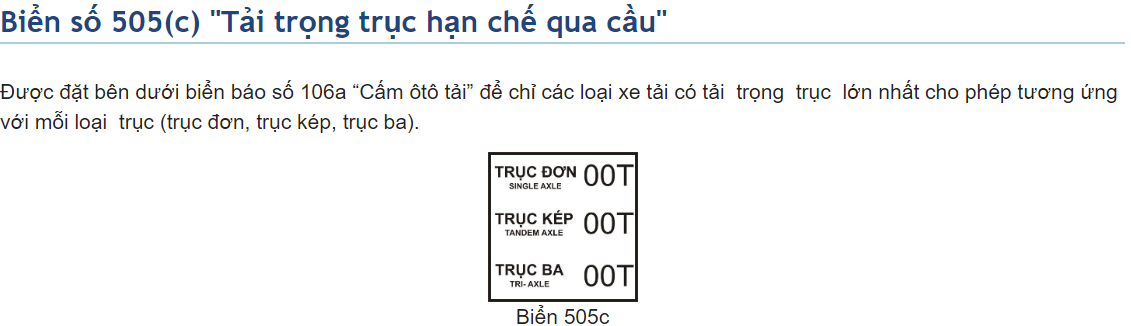 Biển số 505(c) "Tải trọng trục hạn chế qua cầu"
Được đặt bên dưới biển báo số 106a “Cấm ôtô tải” để chỉ các loại xe tải có tải trọng trục lớn nhất cho phép tương ứng
với mỗi loại trục (trục đơn, trục kép, trục ba).
TRỤC ĐƠN 00T
SINGLE AXLE
TRỤC KÉP 00T
TANDEM AXLE
TRỤC BA 00T
TRI- AXLE
Biển 505c